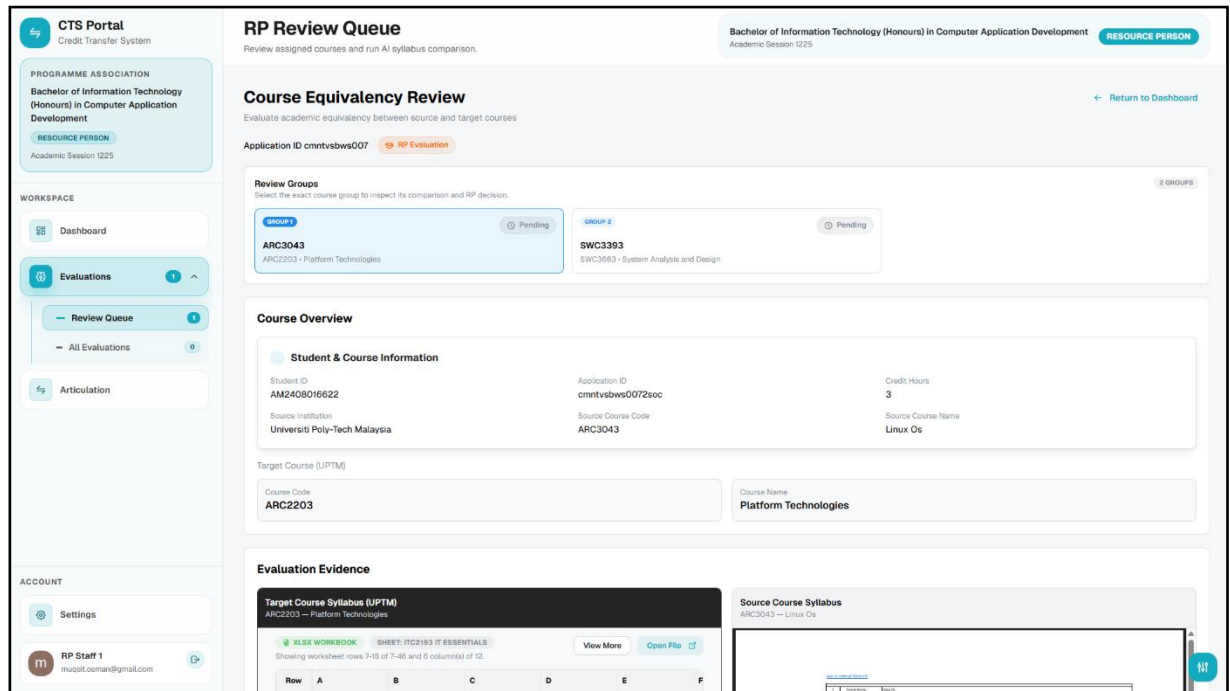 CTS Portal
Credit Transfer System
PROGRAMME ASSOCIATION
Bachelor of Information Technology
(Honours) in Computer Application
Development
RESOURCE PERSON
Academic Session 1225
WORKSPACE
Dashboard
Evaluations 1
Review Queue 1
All Evaluations 0
Articulation
ACCOUNT
Settings
m
RP Staff 1
muqsit.osman@gmail.com
RP Review Queue
Review assigned courses and run AI syllabus comparison.
Bachelor of Information Technology (Honours) in Computer Application Development
Academic Session 1225
RESOURCE PERSON
Course Equivalency Review
← Return to Dashboard
Evaluate academic equivalency between source and target courses
Application ID cmntvsbws007 RP Evaluation
Review Groups 2 GROUPS
Select the exact course group to inspect its comparison and RP decision.
GROUP 1 Pending
ARC3043
ARC2203 • Platform Technologies
GROUP 2 Pending
SWC3393
SWC3663 • System Analysis and Design
Course Overview
Student & Course Information
Student ID Application ID Credit Hours
AM2408016622 cmntvsbws0072soc 3
Source Institution Source Course Code Source Course Name
Universiti Poly-Tech Malaysia ARC3043 Linux Os
Target Course (UPTM)
Course Code Course Name
ARC2203 Platform Technologies
Evaluation Evidence
Target Course Syllabus (UPTM)
ARC2203 — Platform Technologies
XLSX WORKBOOK SHEET: ITC2193 IT ESSENTIALS View More Open File
Showing worksheet rows 7-18 of 7-46 and 6 column(s) of 12.
Row A B C D E F
Source Course Syllabus
ARC3043 — Linux Os